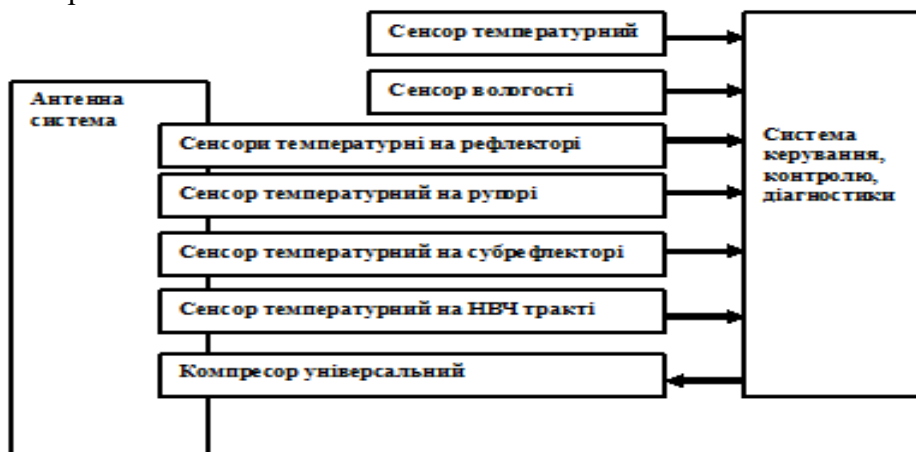 Сенсор температурний
Сенсор вологості
Антенна
система
Сенсори температурні на рефлекторі
Сенсор температурний на рупорі
Сенсор температурний на субрефлекторі
Сенсор температурний на НВЧ тракті
Компресор універсальний
Система
керування,
контролю,
діагностики